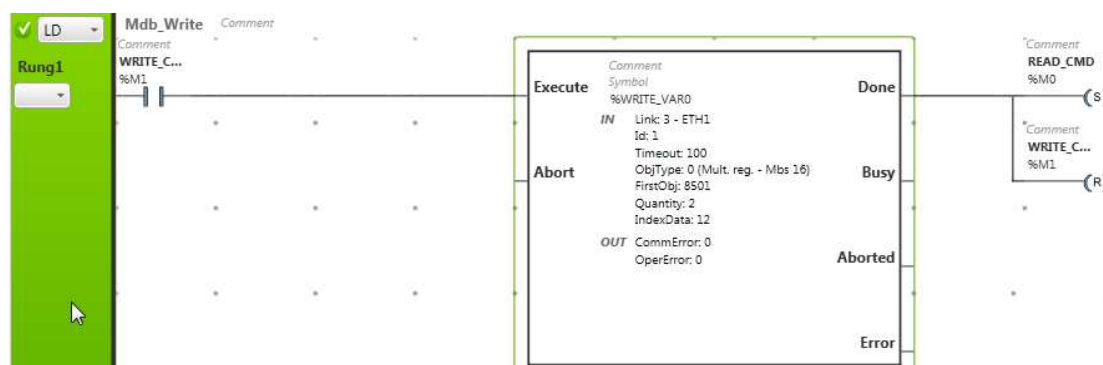 LD
Mdb_Write Comment
Rung1
Comment
WRITE_C...
%M1
Execute
Abort
Comment
Symbol
%WRITE_VAR0
IN Link: 3 - ETH1
Id: 1
Timeout: 100
ObjType: 0 (Mult. reg. - Mbs 16)
FirstObj: 8501
Quantity: 2
IndexData: 12
OUT CommError: 0
OperError: 0
Done
Busy
Aborted
Error
Comment
READ_CMD
%M0
S
Comment
WRITE_C...
%M1
R